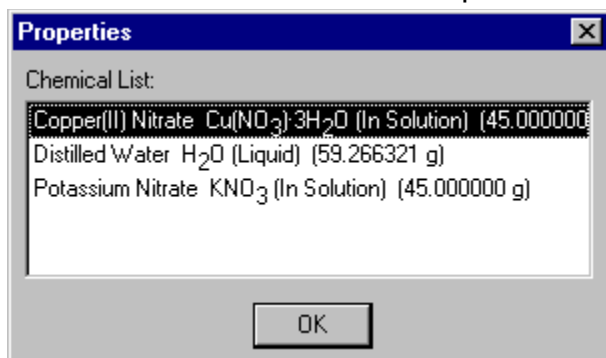 Properties
Chemical List:
Copper(II) Nitrate Cu(NO3)·3H2O (In Solution) (45.000000
Distilled Water H2O (Liquid) (59.266321 g)
Potassium Nitrate KNO3 (In Solution) (45.000000 g)
OK